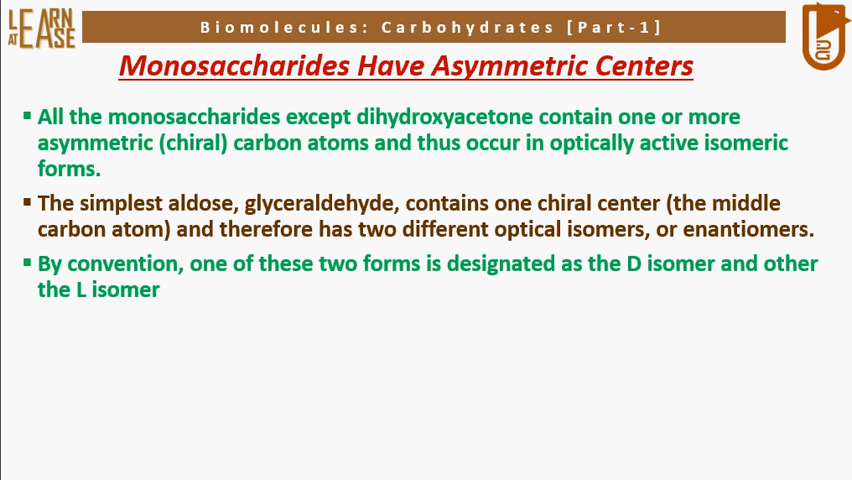 LEARN
AT EASE
Biomolecules: Carbohydrates [Part-1]
Monosaccharides Have Asymmetric Centers
▪ All the monosaccharides except dihydroxyacetone contain one or more
asymmetric (chiral) carbon atoms and thus occur in optically active isomeric
forms.
▪ The simplest aldose, glyceraldehyde, contains one chiral center (the middle
carbon atom) and therefore has two different optical isomers, or enantiomers.
▪ By convention, one of these two forms is designated as the D isomer and other
the L isomer